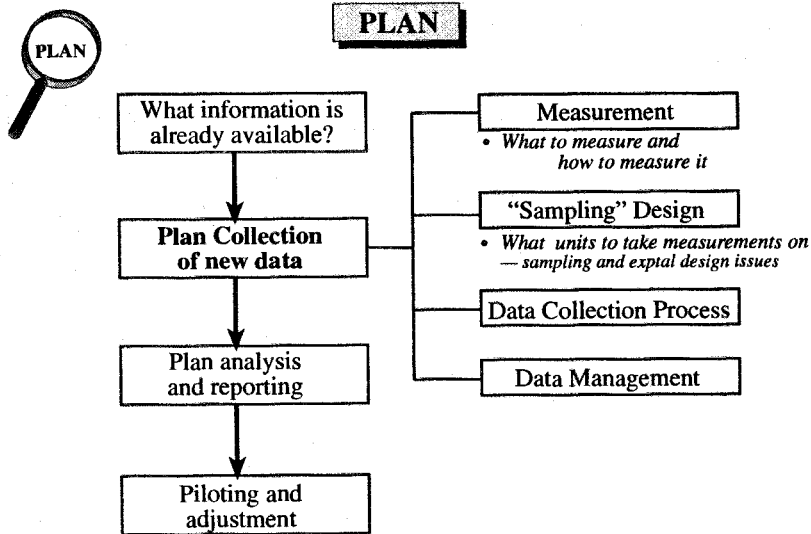 PLAN
PLAN
What information is
already available?
Plan Collection
of new data
Plan analysis
and reporting
Piloting and
adjustment
Measurement
• What to measure and
how to measure it
“Sampling” Design
• What units to take measurements on
— sampling and exptal design issues
Data Collection Process
Data Management